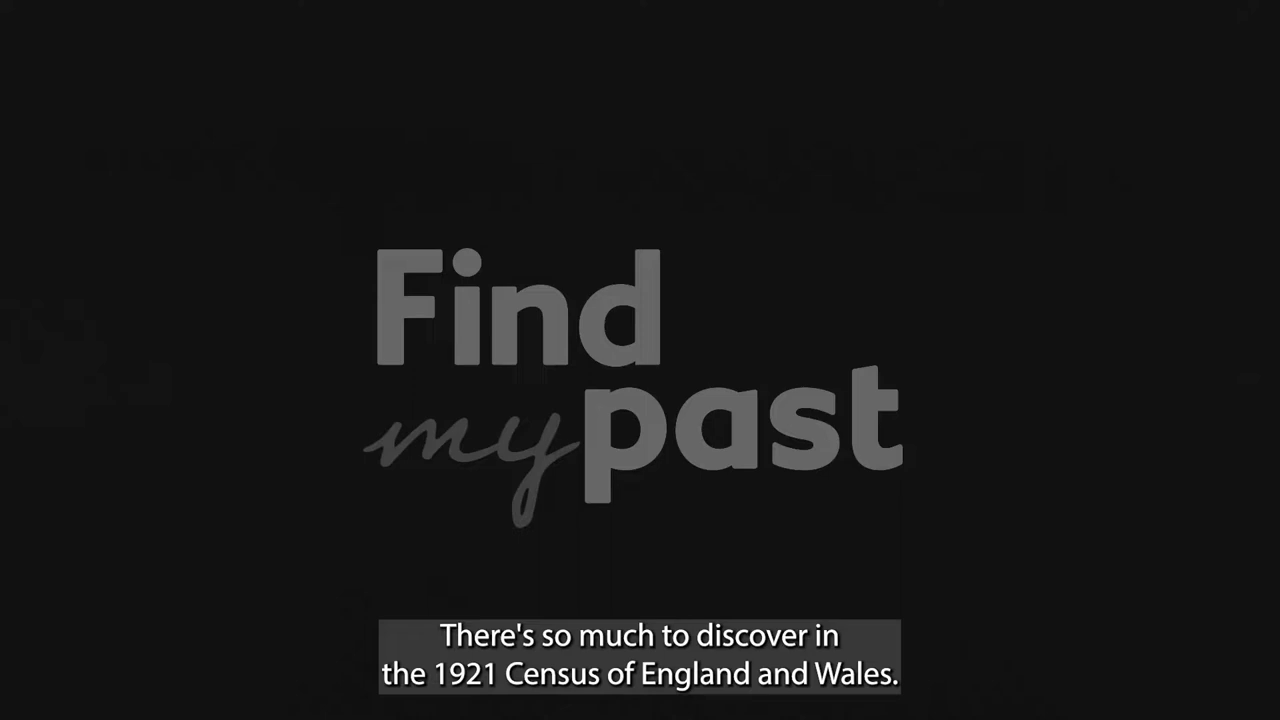 Find
my past
There's so much to discover in
the 1921 Census of England and Wales.